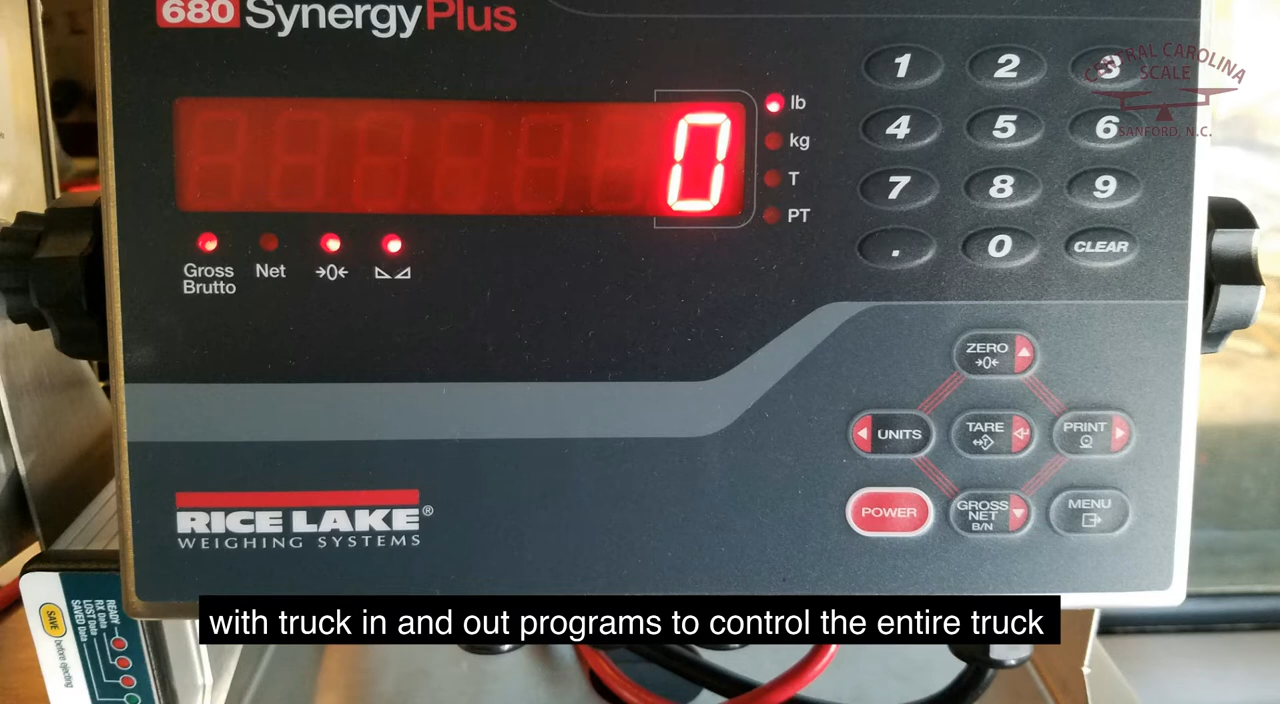 680 SynergyPlus
0
lb
kg
T
PT
Gross
Brutto
Net
→0←
1 2 3
4 5 6
7 8 9
. 0 CLEAR
CENTRAL CAROLINA
SCALE
SANFORD, N.C.
ZERO
→0←
UNITS
TARE
T
PRINT
POWER
GROSS
NET
B/N
MENU
RICE LAKE®
WEIGHING SYSTEMS
READY
RX Data
LOST Data
SAVED Data
SAVE
before ejecting
with truck in and out programs to control the entire truck